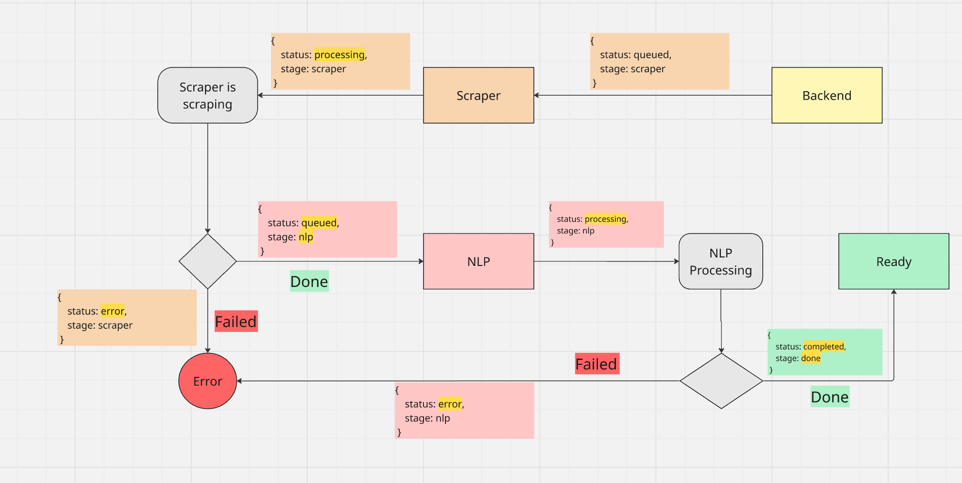 {
status: processing,
stage: scraper
}
{
status: queued,
stage: scraper
}
Scraper is
scraping
Scraper
Backend
{
status: queued,
stage: nlp
}
{
status: processing,
stage: nlp
}
NLP
NLP
Processing
Ready
Done
{
status: error,
stage: scraper
}
Failed
{
status: completed,
stage: done
}
Failed
Error
Done
{
status: error,
stage: nlp
}